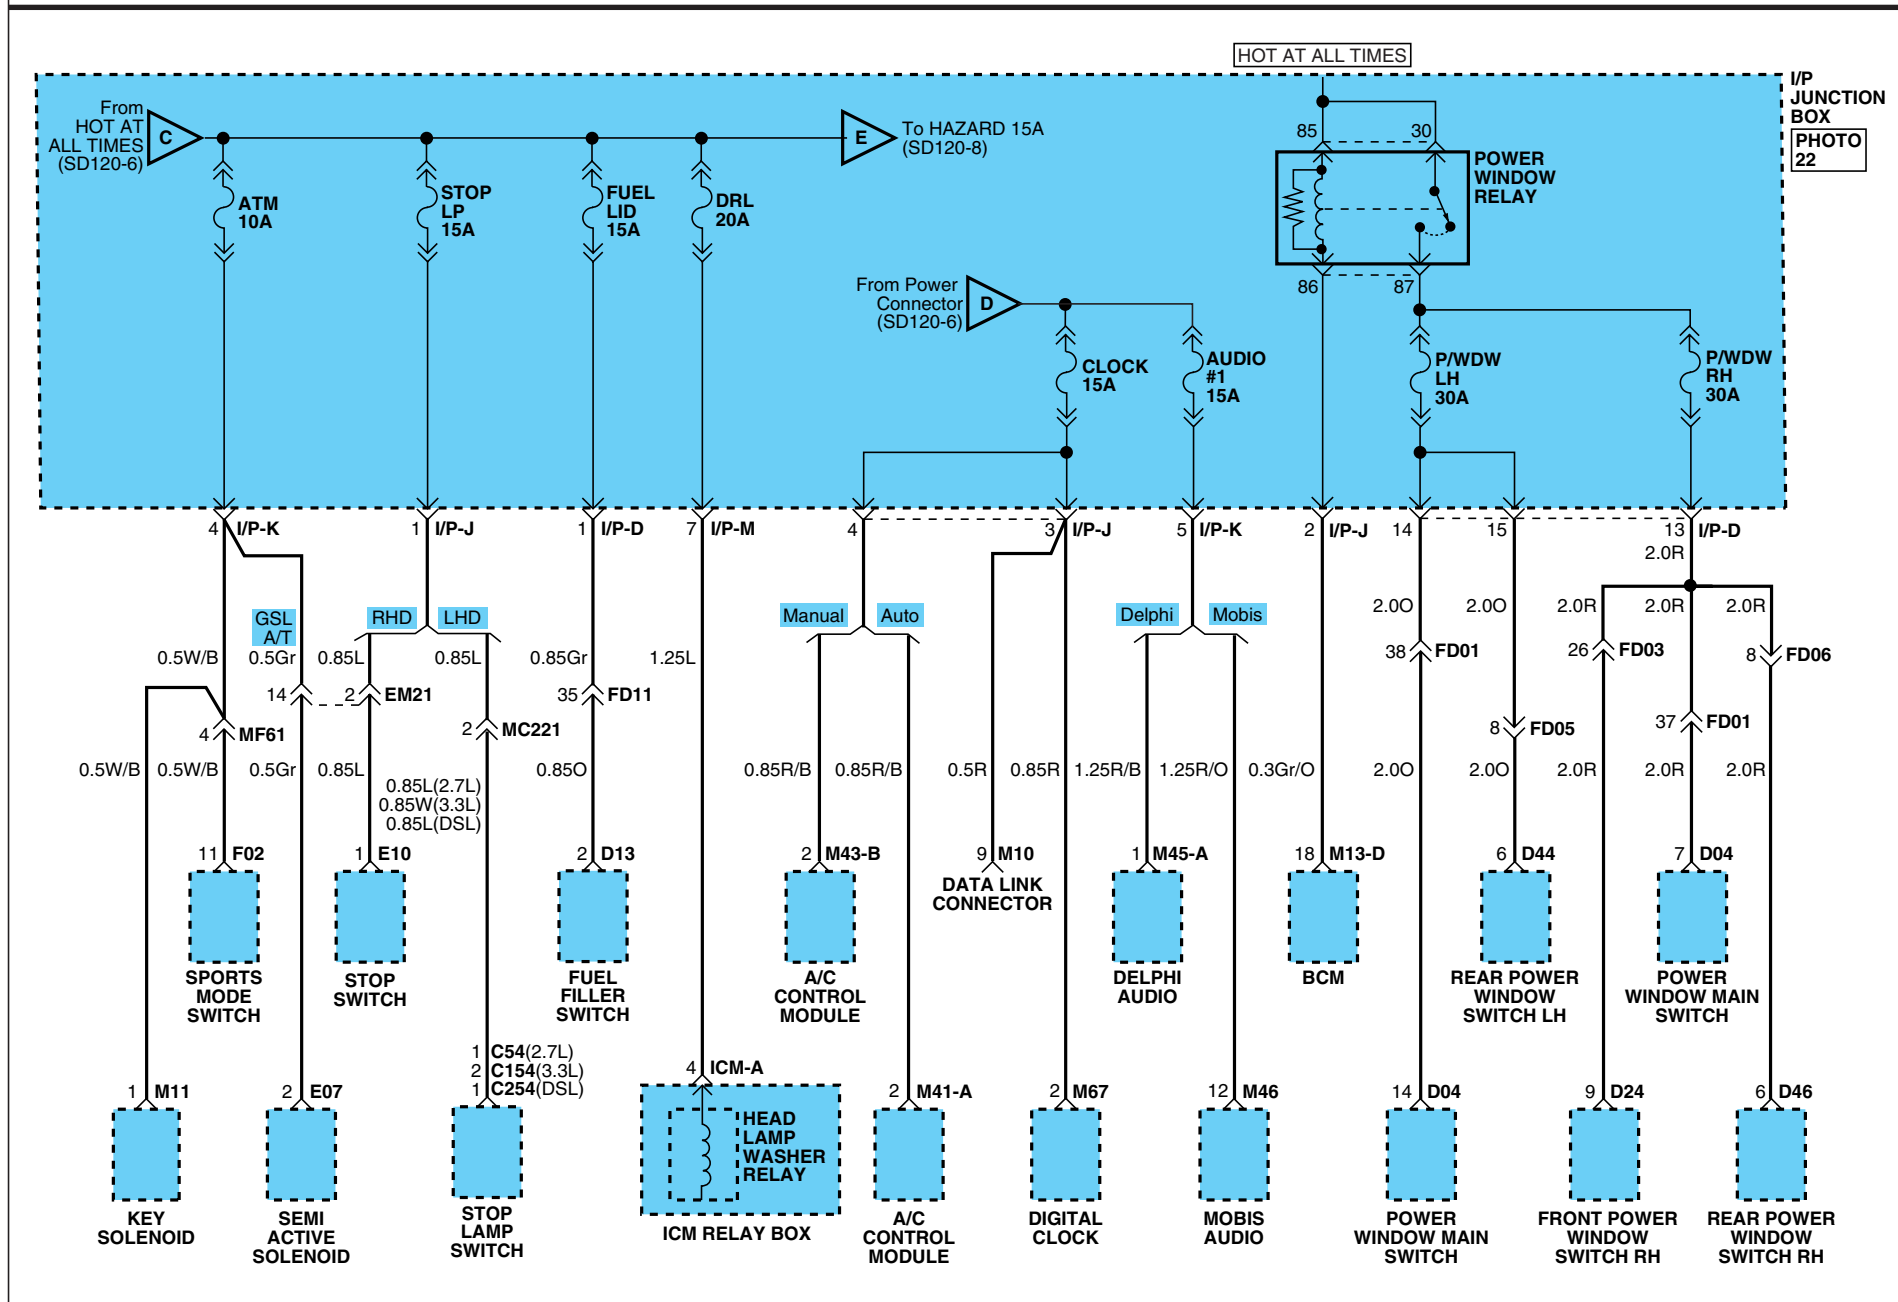 HOT AT ALL TIMES
I/P
JUNCTION
BOX
PHOTO
22
From
HOT AT
ALL TIMES
(SD120-6)
C
E
To HAZARD 15A
(SD120-8)
ATM
10A
STOP
LP
15A
FUEL
LID
15A
DRL
20A
85
30
POWER
WINDOW
RELAY
86
87
From Power
Connector
(SD120-6)
D
CLOCK
15A
AUDIO
#1
15A
P/WDW
LH
30A
P/WDW
RH
30A
4 I/P-K
1 I/P-J
1 I/P-D
7 I/P-M
4
3 I/P-J
5 I/P-K
2 I/P-J
14
15
13 I/P-D
2.0R
GSL
A/T
RHD
LHD
Manual
Auto
Delphi
Mobis
2.0O
2.0O
2.0R
2.0R
2.0R
0.5W/B
0.5Gr
0.85L
0.85L
0.85Gr
1.25L
38 FD01
26 FD03
8 FD06
14
2 EM21
35 FD11
4 MF61
2 MC221
8 FD05
37 FD01
0.5W/B
0.5W/B
0.5Gr
0.85L
0.85L(2.7L)
0.85W(3.3L)
0.85L(DSL)
0.85O
0.85R/B
0.85R/B
0.5R
0.85R
1.25R/B
1.25R/O
0.3Gr/O
2.0O
2.0O
2.0R
2.0R
2.0R
11 F02
1 E10
2 D13
2 M43-B
9 M10
DATA LINK
CONNECTOR
1 M45-A
18 M13-D
6 D44
7 D04
SPORTS
MODE
SWITCH
STOP
SWITCH
FUEL
FILLER
SWITCH
A/C
CONTROL
MODULE
DELPHI
AUDIO
BCM
REAR POWER
WINDOW
SWITCH LH
POWER
WINDOW MAIN
SWITCH
1 C54(2.7L)
2 C154(3.3L)
1 C254(DSL)
1 M11
2 E07
4 ICM-A
2 M41-A
2 M67
12 M46
14 D04
9 D24
6 D46
HEAD
LAMP
WASHER
RELAY
KEY
SOLENOID
SEMI
ACTIVE
SOLENOID
STOP
LAMP
SWITCH
ICM RELAY BOX
A/C
CONTROL
MODULE
DIGITAL
CLOCK
MOBIS
AUDIO
POWER
WINDOW MAIN
SWITCH
FRONT POWER
WINDOW
SWITCH RH
REAR POWER
WINDOW
SWITCH RH